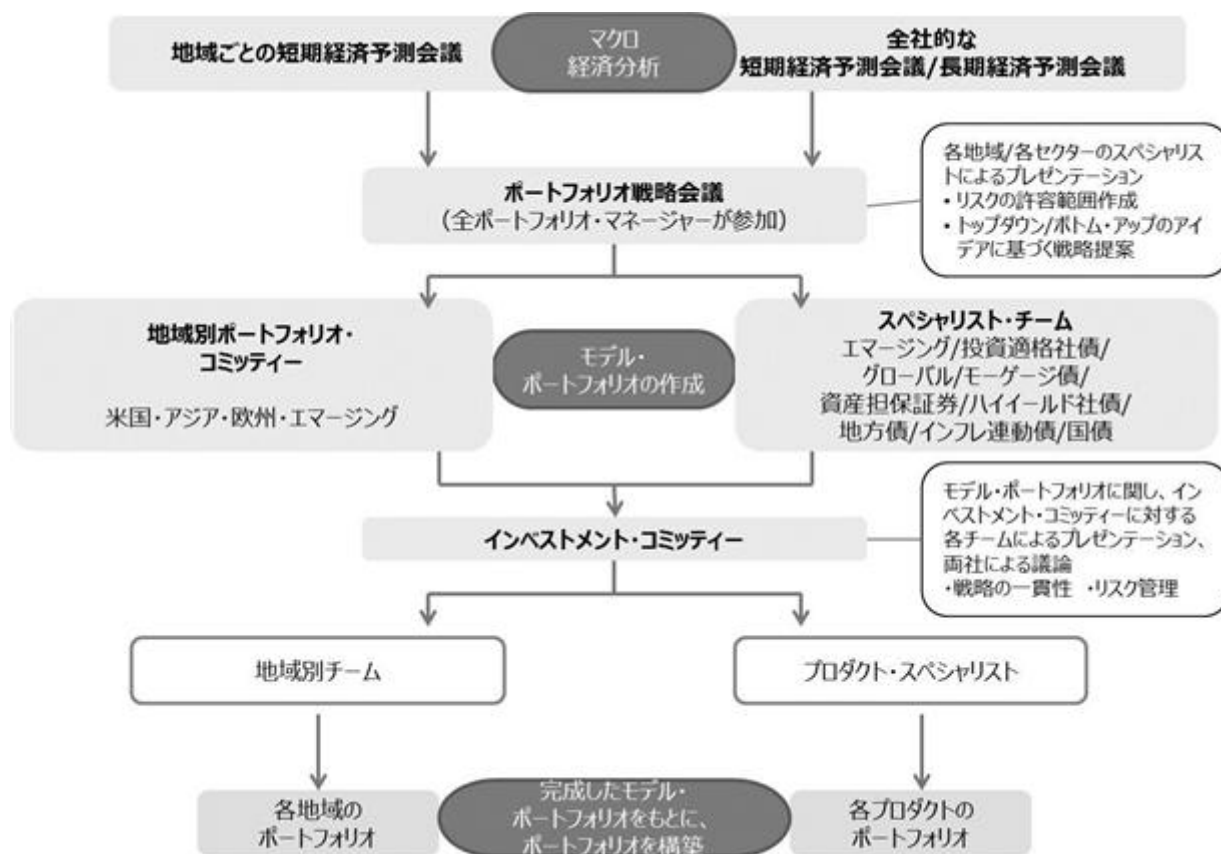 地域ごとの短期経済予測会議
マクロ
経済分析
全社的な
短期経済予測会議/長期経済予測会議
各地域/各セクターのスペシャリス
トによるプレゼンテーション
・リスクの許容範囲作成
・トップダウン/ボトム・アップのアイ
デアに基づく戦略提案
ポートフォリオ戦略会議
（全ポートフォリオ・マネージャーが参加）
地域別ポートフォリオ・
コミッティー
米国・アジア・欧州・エマージング
モデル・
ポートフォリオの作成
スペシャリスト・チーム
エマージング/投資適格社債/
グローバル/モーゲージ債/
資産担保証券/ハイイールド社債/
地方債/インフレ連動債/国債
モデル・ポートフォリオに関し、イン
ベストメント・コミッティーに対する
各チームによるプレゼンテーション、
両社による議論
・戦略の一貫性 ・リスク管理
インベストメント・コミッティー
地域別チーム
プロダクト・スペシャリスト
各地域の
ポートフォリオ
完成したモデル・
ポートフォリオをもとに、
ポートフォリオを構築
各プロダクトの
ポートフォリオ